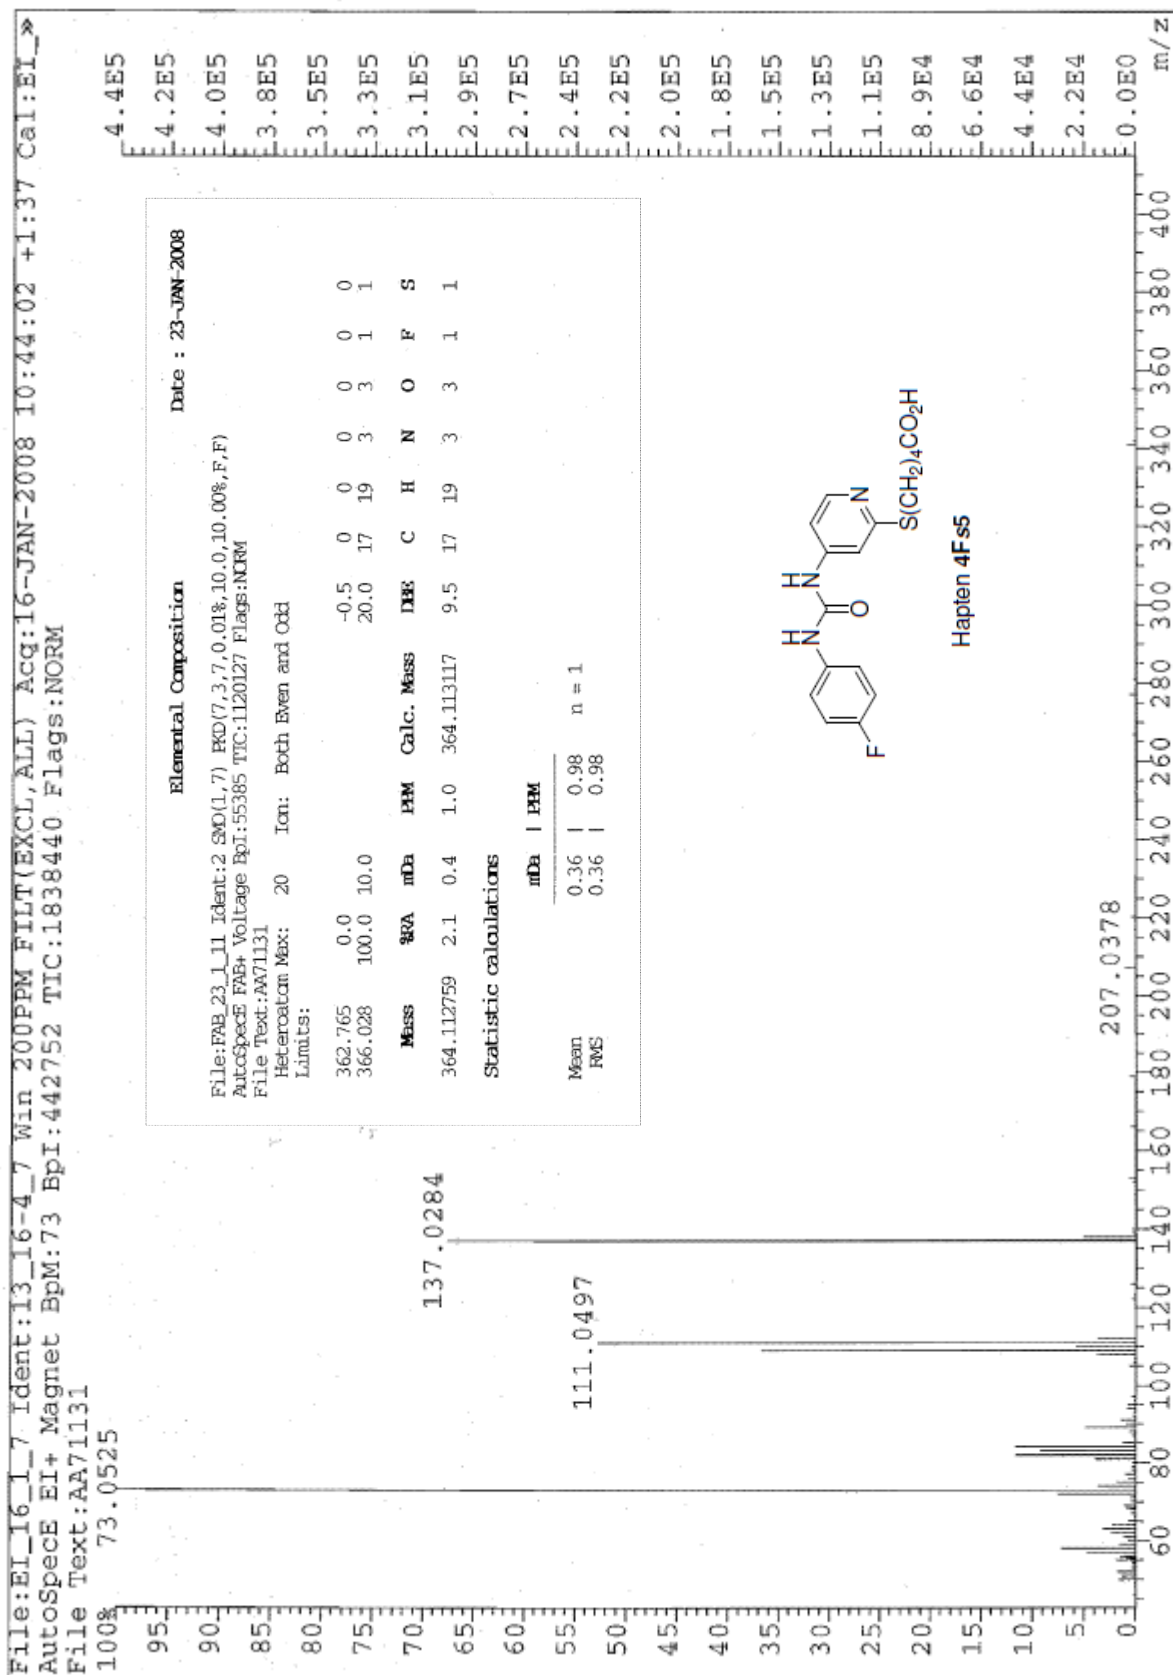 File:EI_16_1_7 Ident:13_16-4_7 Win 200PPM FILT(EXCL,ALL) Acq:16-JAN-2008 10:44:02 +1:37 Cal:EI_»
AutoSpecE EI+ Magnet BpM:73 BpI:442752 TIC:1838440 Flags:NORM
File Text:AA71131
100% 73.0525
95
90
85
80
75
70
65
60
55
50
45
40
35
30
25
20
15
10
5
0
137.0284
111.0497
207.0378
Elemental Composition Date : 23-JAN-2008
File:FAB_23_1_11 Ident:2 SMO(1,7) PKD(7,3,7,0.01%,10.0,10.00%,F,F)
AutoSpecE FAB+ Voltage BpI:55385 TIC:1120127 Flags:NORM
File Text:AA71131
Heteroatom Max: 20 Ion: Both Even and Odd
Limits:
362.765 0.0 -0.5 0 0 0 0 0 0
366.028 100.0 10.0 20.0 17 19 3 3 1 1
Mass %RA mDa PPM Calc. Mass DBE C H N O F S
364.112759 2.1 0.4 1.0 364.113117 9.5 17 19 3 3 1 1
Statistic calculations
mDa | PPM
Mean 0.36 | 0.98 n = 1
RMS 0.36 | 0.98
F
H
N
O
H
N
N
S(CH2)4CO2H
Hapten 4Fs5
4.4E5
4.2E5
4.0E5
3.8E5
3.5E5
3.3E5
3.1E5
2.9E5
2.7E5
2.4E5
2.2E5
2.0E5
1.8E5
1.5E5
1.3E5
1.1E5
8.9E4
6.6E4
4.4E4
2.2E4
0.0E0
60 80 100 120 140 160 180 200 220 240 260 280 300 320 340 360 380 400 m/z